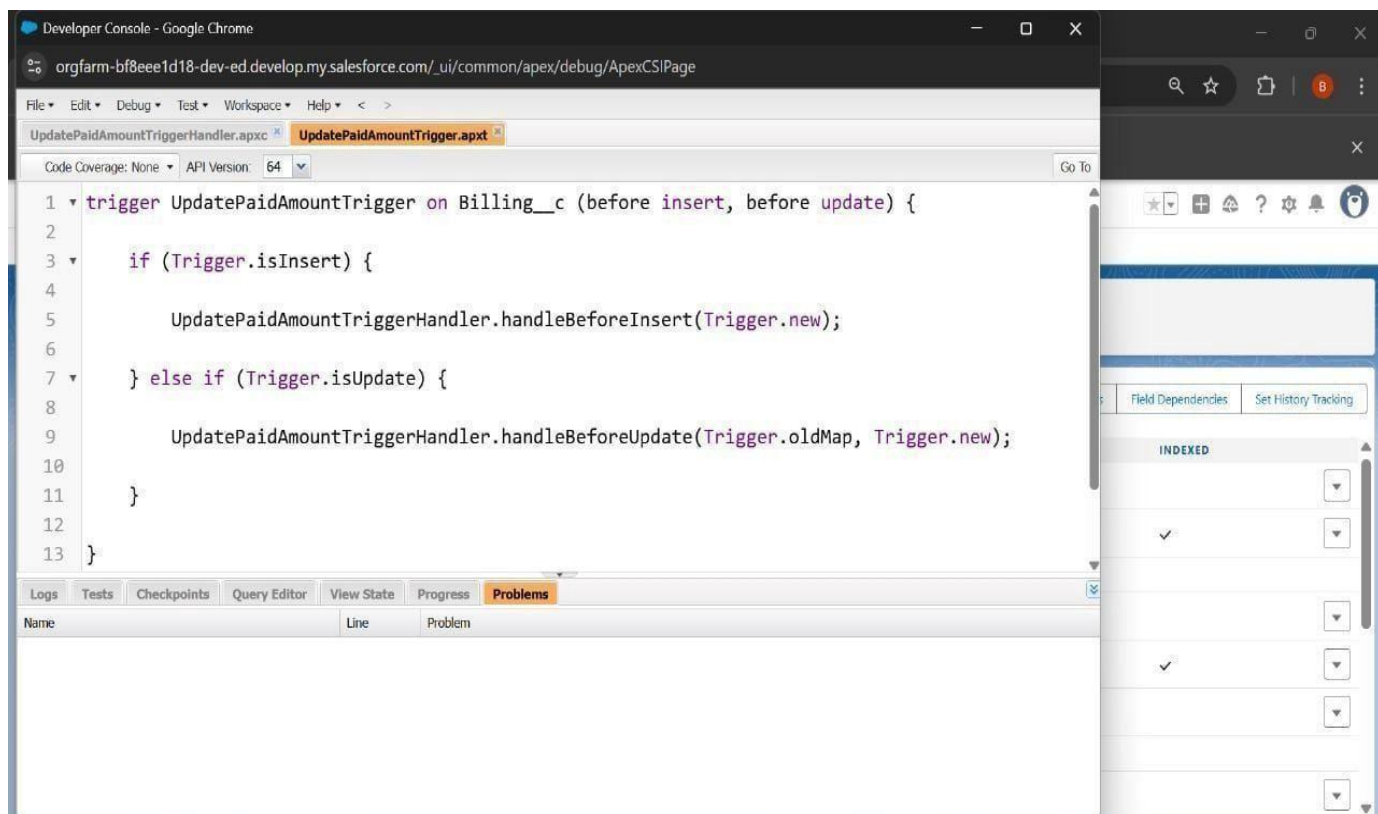 Developer Console - Google Chrome
orgfarm-bf8eee1d18-dev-ed.develop.my.salesforce.com/_ui/common/apex/debug/ApexCSIPage
File Edit Debug Test Workspace Help < >
UpdatePaidAmountTriggerHandler.apxc UpdatePaidAmountTrigger.apxt
Code Coverage: None API Version: 64 Go To
1 trigger UpdatePaidAmountTrigger on Billing__c (before insert, before update) {
2
3 if (Trigger.isInsert) {
4
5 UpdatePaidAmountTriggerHandler.handleBeforeInsert(Trigger.new);
6
7 } else if (Trigger.isUpdate) {
8
9 UpdatePaidAmountTriggerHandler.handleBeforeUpdate(Trigger.oldMap, Trigger.new);
10
11 }
12
13 }
Logs Tests Checkpoints Query Editor View State Progress Problems
Name Line Problem
B
Field Dependencies Set History Tracking
INDEXED